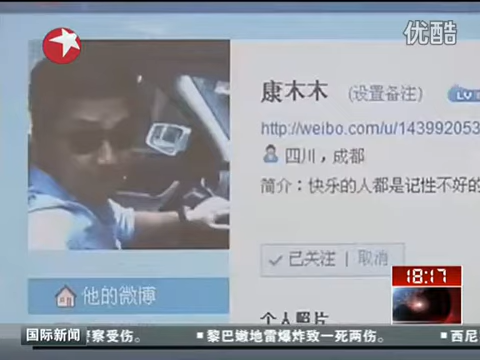 优酷
康木木 (设置备注) LV
http://weibo.com/u/143992053
四川，成都
简介：快乐的人都是记性不好的
已关注 | 取消
他的微博
个人照片
18:17
国际新闻 警察受伤。 ■ 黎巴嫩地雷爆炸致一死两伤。 ■ 西尼